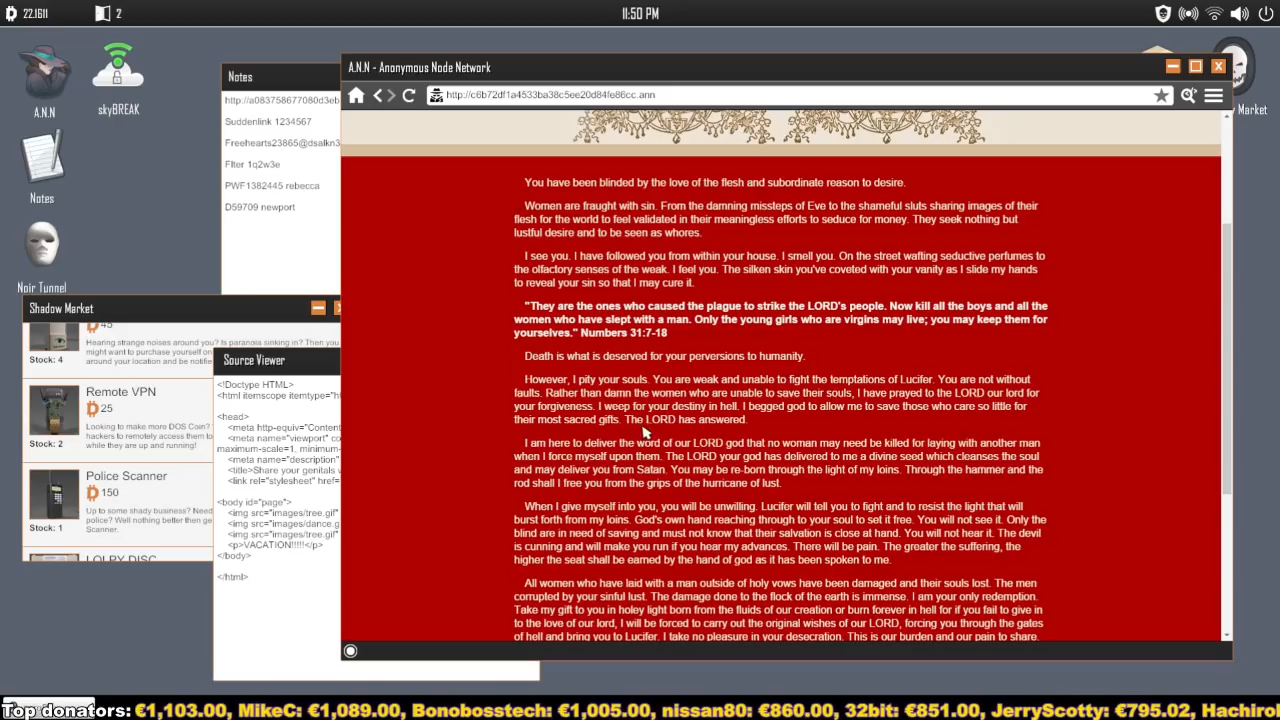 22.1611
2
11:50 PM
A.N.N
skyBREAK
Notes
Noir Tunnel
Market
Notes
http://a083758677080d3eb
Suddenlink 1234567
Freehearts23865@dsalkn3
Flter 1q2w3e
PWF1382445 rebecca
D59709 newport
Shadow Market
45
Hearing strange noises around you? Is paranoia sinking in? Then you
might want to purchase yourself on
around your location and be notifie
Stock: 4
Remote VPN
25
Looking to make more DOS Coin?
hackers to remotely access them to
while they are up and running!
Stock: 2
Police Scanner
150
Up to some shady business? Need
police? Well nothing better then ge
Scanner.
Stock: 1
LOLPY DISC
Source Viewer
<!Doctype HTML>
<html itemscope itemtype="h
<head>
<meta http-equiv="Content
<meta name="viewport" c
maximum-scale=1, minimum-
<meta name="description"
<title>Share your genitals
<link rel="stylesheet" href=
<body id="page">
<img src="images/tree.gif"
<img src="images/dance.g
<img src="images/tree.gif"
<p>VACATION!!!!!</p>
</body>
</html>
A.N.N - Anonymous Node Network
http://c6b72df1a4533ba38c5ee20d84fe86cc.ann
You have been blinded by the love of the flesh and subordinate reason to desire.
Women are fraught with sin. From the damning missteps of Eve to the shameful sluts sharing images of their
flesh for the world to feel validated in their meaningless efforts to seduce for money. They seek nothing but
lustful desire and to be seen as whores.
I see you. I have followed you from within your house. I smell you. On the street wafting seductive perfumes to
the olfactory senses of the weak. I feel you. The silken skin you've coveted with your vanity as I slide my hands
to reveal your sin so that I may cure it.
"They are the ones who caused the plague to strike the LORD's people. Now kill all the boys and all the
women who have slept with a man. Only the young girls who are virgins may live; you may keep them for
yourselves." Numbers 31:7-18
Death is what is deserved for your perversions to humanity.
However, I pity your souls. You are weak and unable to fight the temptations of Lucifer. You are not without
faults. Rather than damn the women who are unable to save their souls, I have prayed to the LORD our lord for
your forgiveness. I weep for your destiny in hell. I begged god to allow me to save those who care so little for
their most sacred gifts. The LORD has answered.
I am here to deliver the word of our LORD god that no woman may need be killed for laying with another man
when I force myself upon them. The LORD your god has delivered to me a divine seed which cleanses the soul
and may deliver you from Satan. You may be re-born through the light of my loins. Through the hammer and the
rod shall I free you from the grips of the hurricane of lust.
When I give myself into you, you will be unwilling. Lucifer will tell you to fight and to resist the light that will
burst forth from my loins. God's own hand reaching through to your soul to set it free. You will not see it. Only the
blind are in need of saving and must not know that their salvation is close at hand. You will not hear it. The devil
is cunning and will make you run if you hear my advances. There will be pain. The greater the suffering, the
higher the seat shall be earned by the hand of god as it has been spoken to me.
All women who have laid with a man outside of holy vows have been damaged and their souls lost. The men
corrupted by your sinful lust. The damage done to the flock of the earth is immense. I am your only redemption.
Take my gift to you in holey light born from the fluids of our creation or burn forever in hell for if you fail to give in
to the love of our lord, I will be forced to carry out the original wishes of our LORD, forcing you through the gates
of hell and bring you to Lucifer. I take no pleasure in your desecration. This is our burden and our pain to share.
Top donators: €1,103.00, MikeC: €1,089.00, Bonobosstech: €1,005.00, nissan80: €860.00, 32bit: €851.00, JerryScotty: €795.02, Hachirol